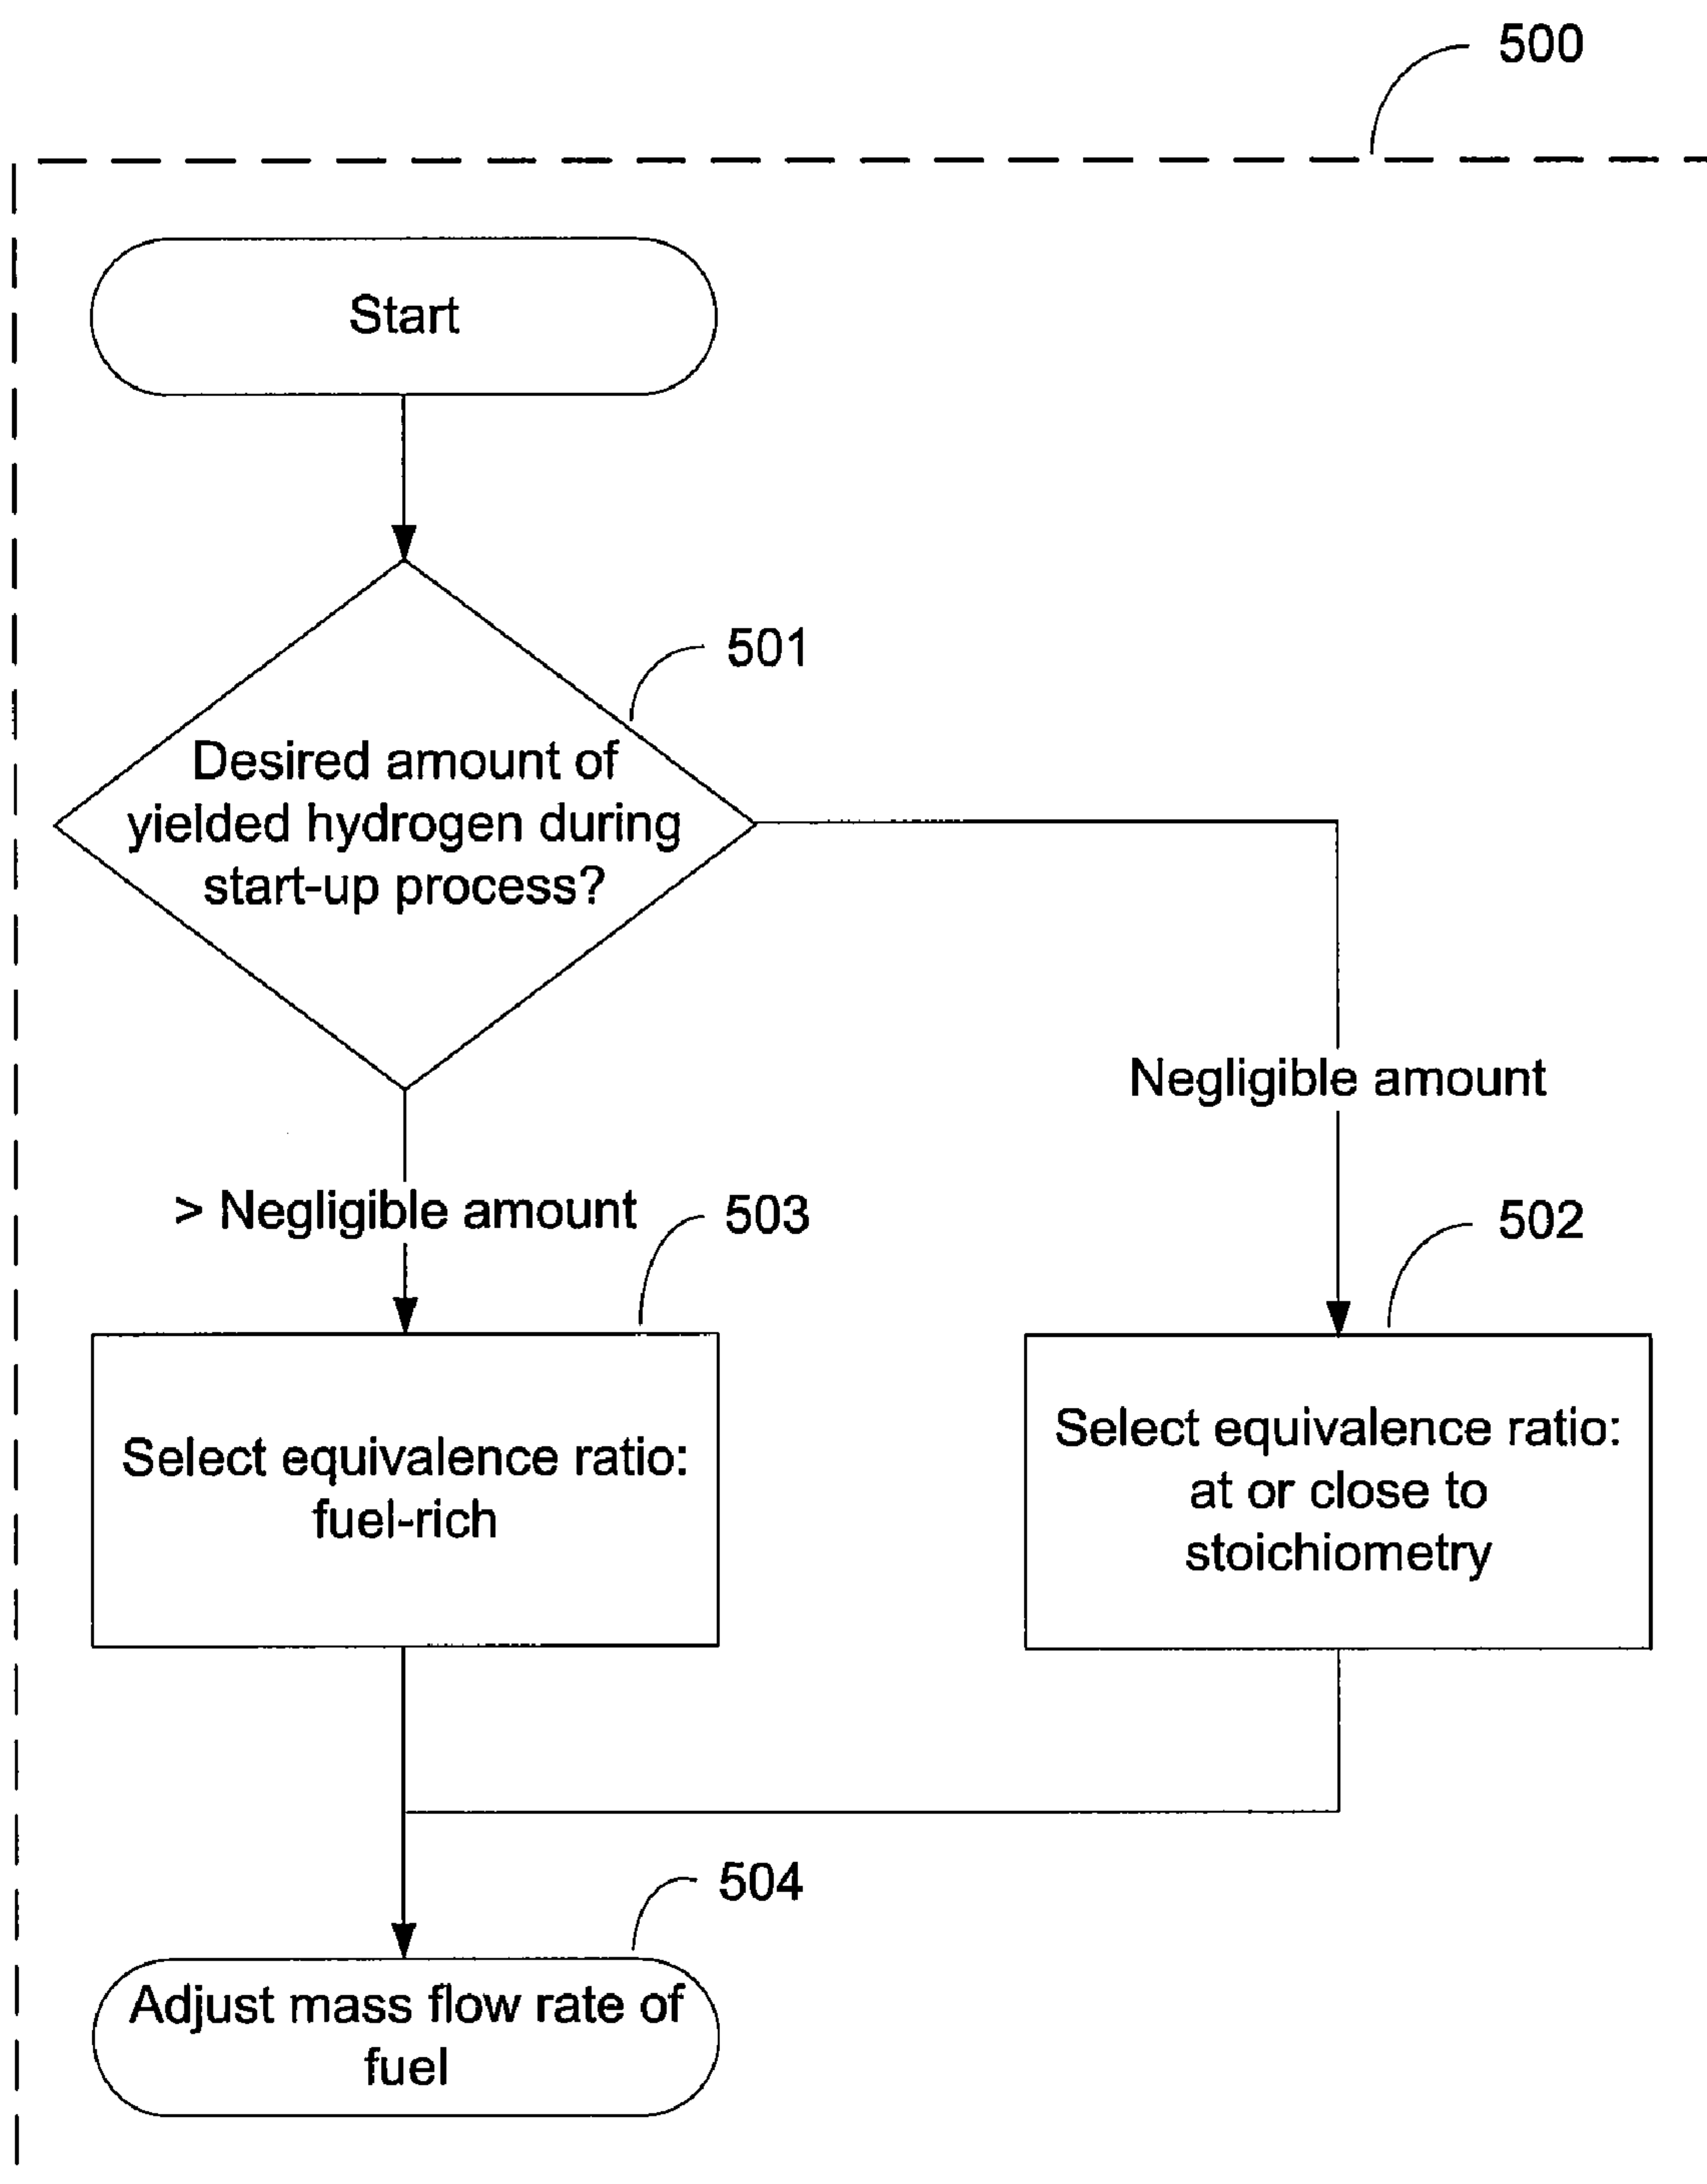 500
Start
501
Desired amount of
yielded hydrogen during
start-up process?
Negligible amount
> Negligible amount
503
502
Select equivalence ratio:
fuel-rich
Select equivalence ratio:
at or close to
stoichiometry
504
Adjust mass flow rate of
fuel